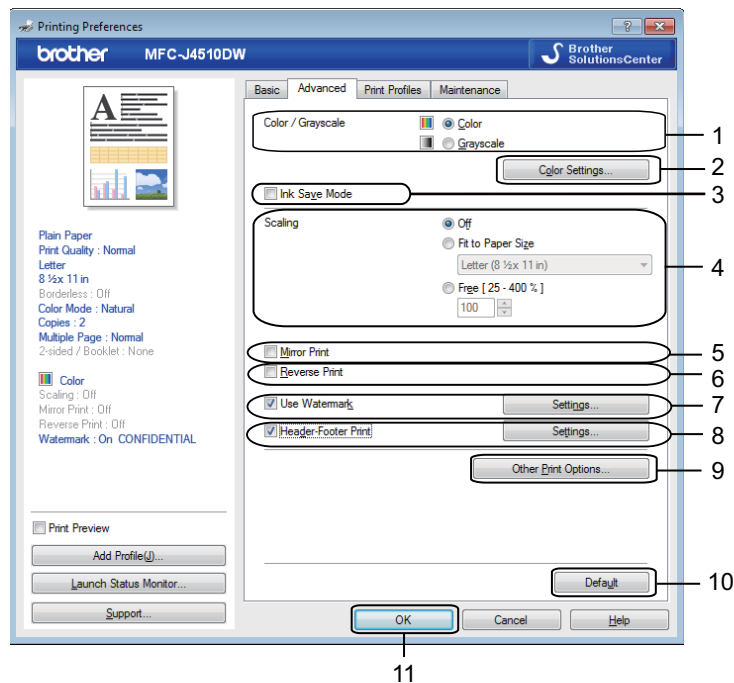 Printing Preferences
brother MFC-J4510DW
Brother SolutionsCenter
Basic Advanced Print Profiles Maintenance
A
Color / Grayscale Color 1
Grayscale
Color Settings... 2
Ink Save Mode 3
Scaling Off
Fit to Paper Size
Letter (8 ½x 11 in) 4
Free [ 25 - 400 % ]
100
Mirror Print 5
Reverse Print 6
Use Watermark Settings... 7
Header-Footer Print Settings... 8
Other Print Options... 9
Default 10
Plain Paper
Print Quality : Normal
Letter
8 ½x 11 in
Borderless : Off
Color Mode : Natural
Copies : 2
Multiple Page : Normal
2-sided / Booklet : None
Color
Scaling : Off
Mirror Print : Off
Reverse Print : Off
Watermark : On CONFIDENTIAL
Print Preview
Add Profile(J)...
Launch Status Monitor...
Support...
OK Cancel Help
11